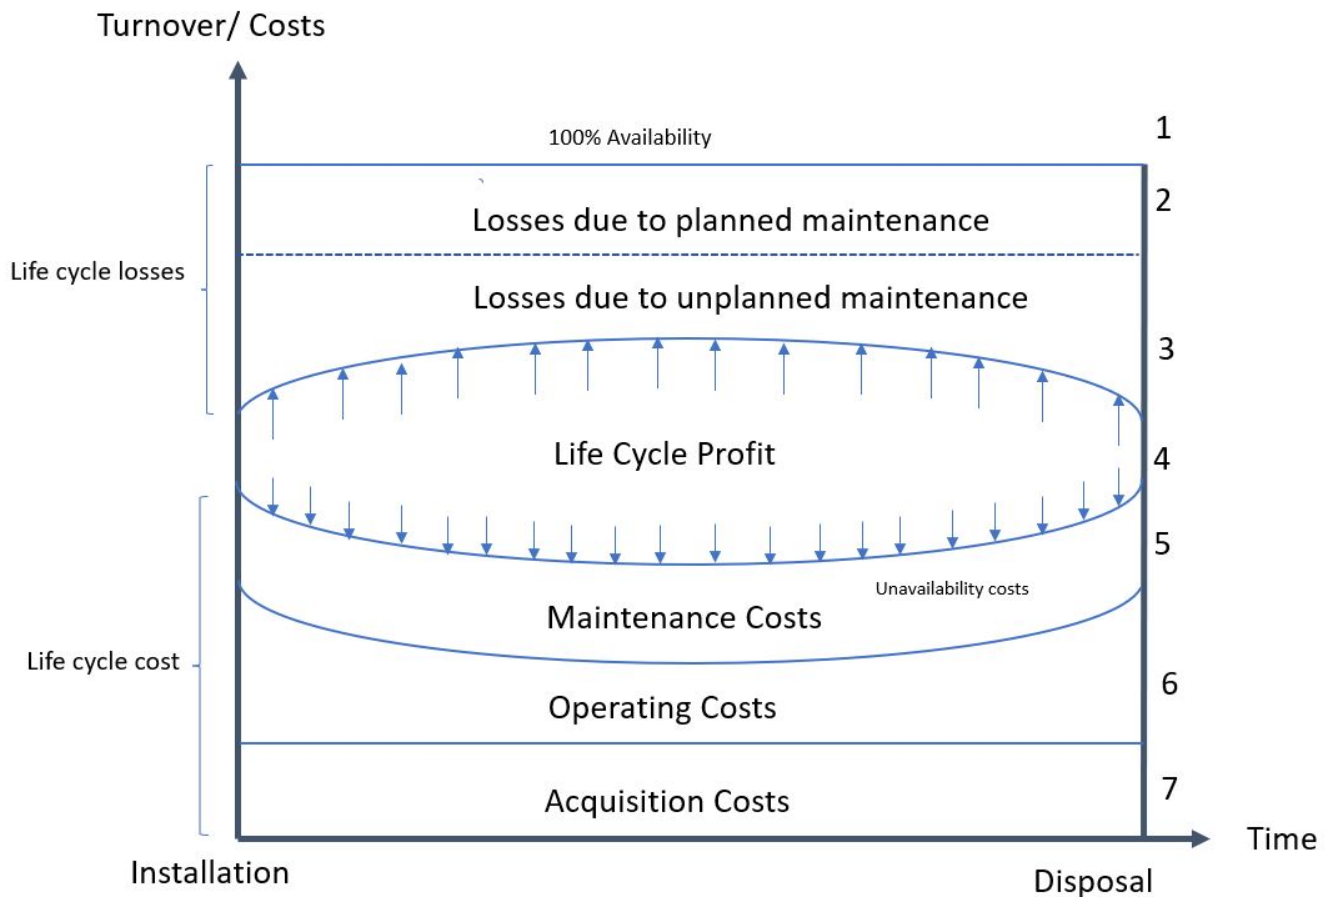 Turnover/ Costs
1
100% Availability
2
Losses due to planned maintenance
Life cycle losses
Losses due to unplanned maintenance
3
Life Cycle Profit
4
5
Unavailability costs
Maintenance Costs
Life cycle cost
6
Operating Costs
7
Acquisition Costs
Time
Installation
Disposal